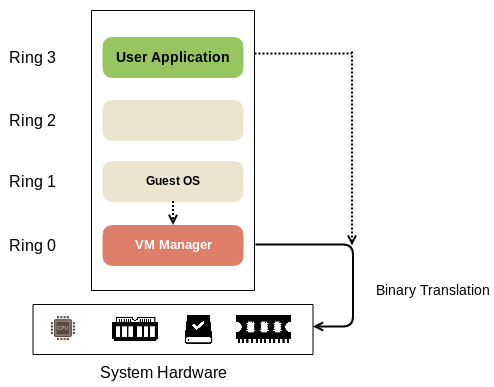 Ring 3
User Application
Ring 2
Ring 1
Guest OS
Ring 0
VM Manager
Binary Translation
CPU
System Hardware